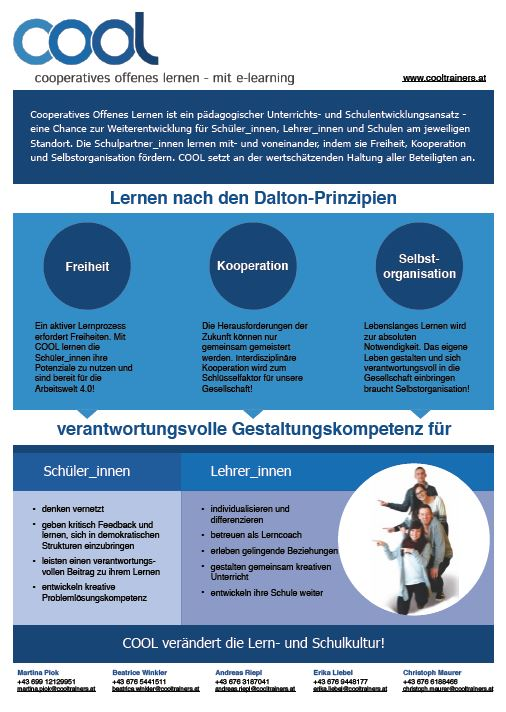 cool
cooperatives offenes lernen - mit e-learning
www.cooltrainers.at
Cooperatives Offenes Lernen ist ein pädagogischer Unterrichts- und Schulentwicklungsansatz -
eine Chance zur Weiterentwicklung für Schüler_innen, Lehrer_innen und Schulen am jeweiligen
Standort. Die Schulpartner_innen lernen mit- und voneinander, indem sie Freiheit, Kooperation
und Selbstorganisation fördern. COOL setzt an der wertschätzenden Haltung aller Beteiligten an.
Lernen nach den Dalton-Prinzipien
Freiheit
Ein aktiver Lernprozess
erfordert Freiheiten. Mit
COOL lernen die
Schüler_innen ihre
Potenziale zu nutzen und
sind bereit für die
Arbeitswelt 4.0!
Kooperation
Die Herausforderungen der
Zukunft können nur
gemeinsam gemeistert
werden. Interdisziplinäre
Kooperation wird zum
Schlüsselfaktor für unsere
Gesellschaft!
Selbst-
organisation
Lebenslanges Lernen wird
zur absoluten
Notwendigkeit. Das eigene
Leben gestalten und sich
verantwortungsvoll in die
Gesellschaft einbringen
braucht Selbstorganisation!
verantwortungsvolle Gestaltungskompetenz für
Schüler_innen
• denken vernetzt
• geben kritisch Feedback und
lernen, sich in demokratischen
Strukturen einzubringen
• leisten einen verantwortungs-
vollen Beitrag zu ihrem Lernen
• entwickeln kreative
Problemlösungskompetenz
Lehrer_innen
• individualisieren und
differenzieren
• betreuen als Lerncoach
• erleben gelingende Beziehungen
• gestalten gemeinsam kreativen
Unterricht
• entwickeln ihre Schule weiter
COOL verändert die Lern- und Schulkultur!
Martina Piok
+43 699 12129951
martina.piok@cooltrainers.at
Beatrice Winkler
+43 676 5441511
beatrice.winkler@cooltrainers.at
Andreas Riepl
+43 676 3187041
andreas.riepl@cooltrainers.at
Erika Liebel
+43 676 9448177
erika.liebel@cooltrainers.at
Christoph Maurer
+43 676 6188466
christoph.maurer@cooltrainers.at